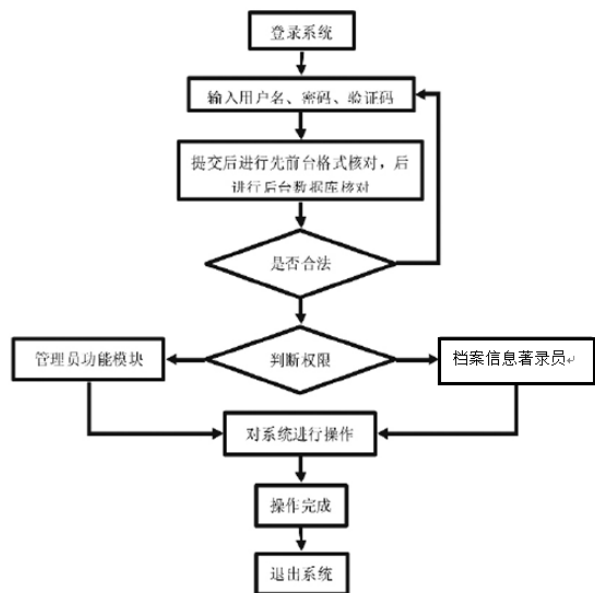 登录系统
输入用户名、密码、验证码
提交后进行先前台格式核对，后
进行后台数据库核对
是否合法
管理员功能模块
判断权限
档案信息著录员
对系统进行操作
操作完成
退出系统